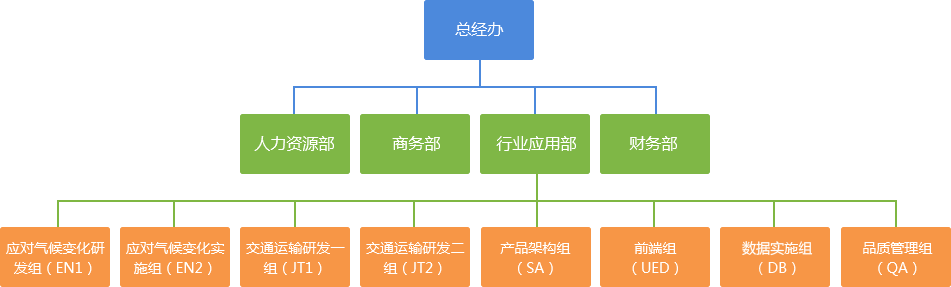 总经办
人力资源部
商务部
行业应用部
财务部
应对气候变化研
发组（EN1）
应对气候变化实
施组（EN2）
交通运输研发一
组（JT1）
交通运输研发二
组（JT2）
产品架构组
（SA）
前端组
（UED）
数据实施组
（DB）
品质管理组
（QA）